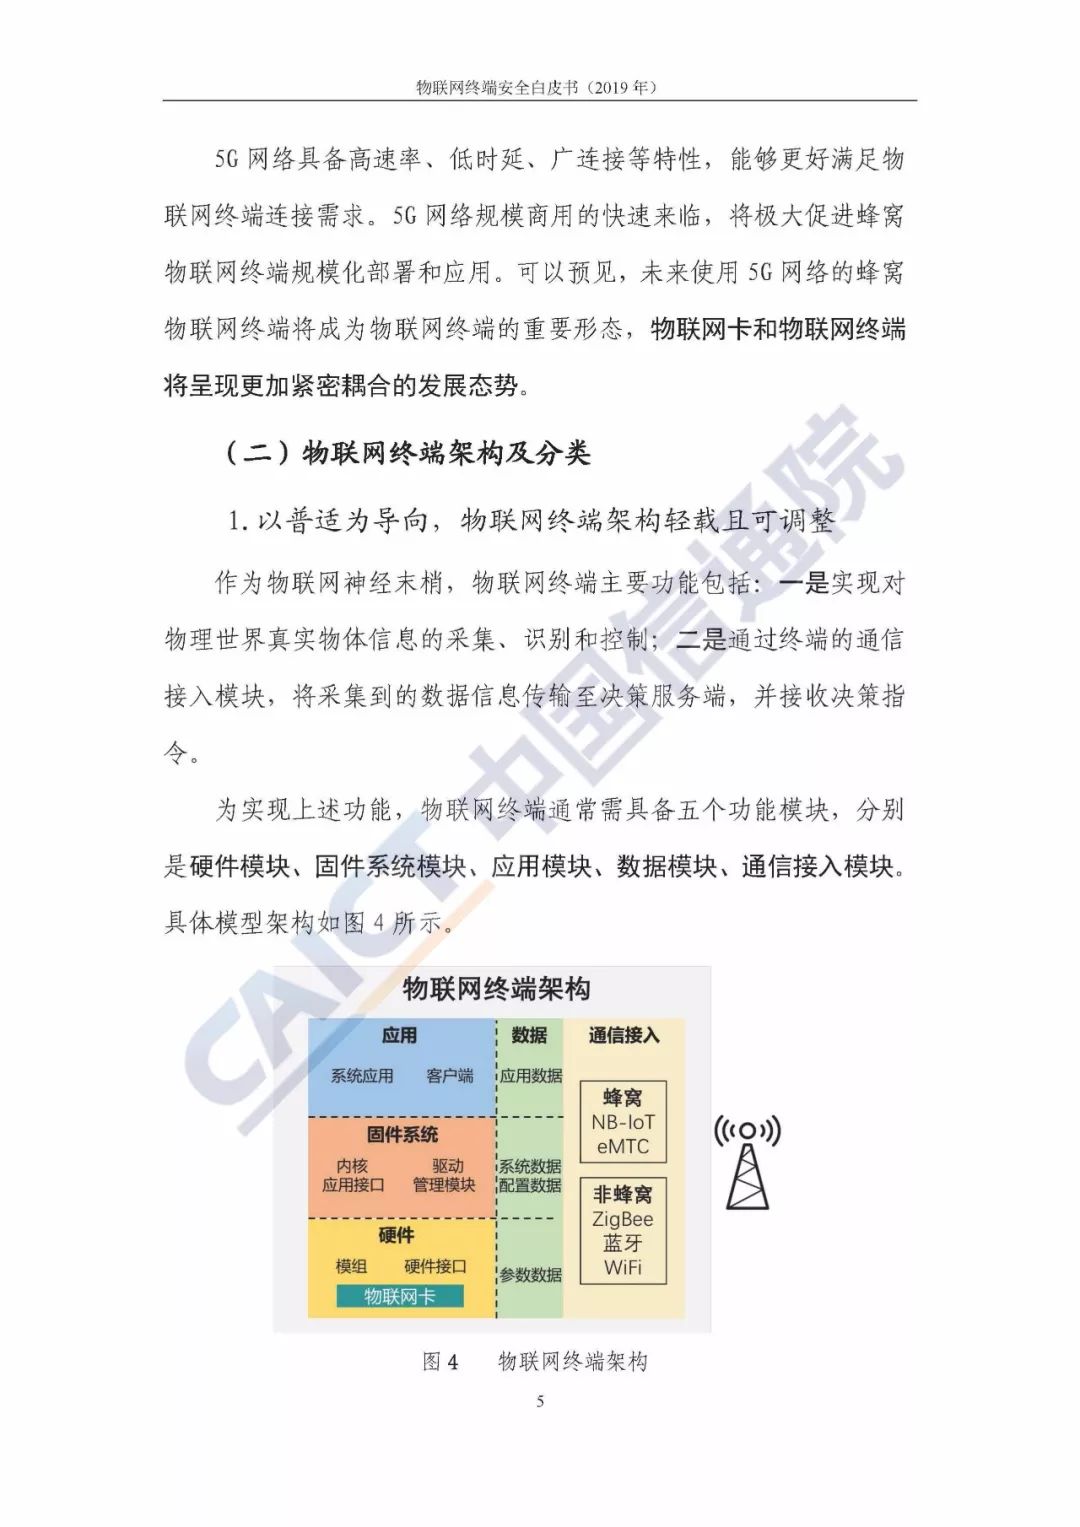 物联网终端安全白皮书（2019 年）
5G 网络具备高速率、低时延、广连接等特性，能够更好满足物
联网终端连接需求。5G 网络规模商用的快速来临，将极大促进蜂窝
物联网终端规模化部署和应用。可以预见，未来使用 5G 网络的蜂窝
物联网终端将成为物联网终端的重要形态，物联网卡和物联网终端
将呈现更加紧密耦合的发展态势。
（二）物联网终端架构及分类
1.以普适为导向，物联网终端架构轻载且可调整
作为物联网神经末梢，物联网终端主要功能包括：一是实现对
物理世界真实物体信息的采集、识别和控制；二是通过终端的通信
接入模块，将采集到的数据信息传输至决策服务端，并接收决策指
令。
为实现上述功能，物联网终端通常需具备五个功能模块，分别
是硬件模块、固件系统模块、应用模块、数据模块、通信接入模块。
具体模型架构如图 4 所示。
CAICT 中国信通院
物联网终端架构
应用 数据 通信接入
系统应用 客户端 应用数据
蜂窝
NB-IoT
eMTC
固件系统
内核 驱动 系统数据
应用接口 管理模块 配置数据
非蜂窝
ZigBee
蓝牙
WiFi
硬件
模组 硬件接口 参数数据
物联网卡
图 4 物联网终端架构
5